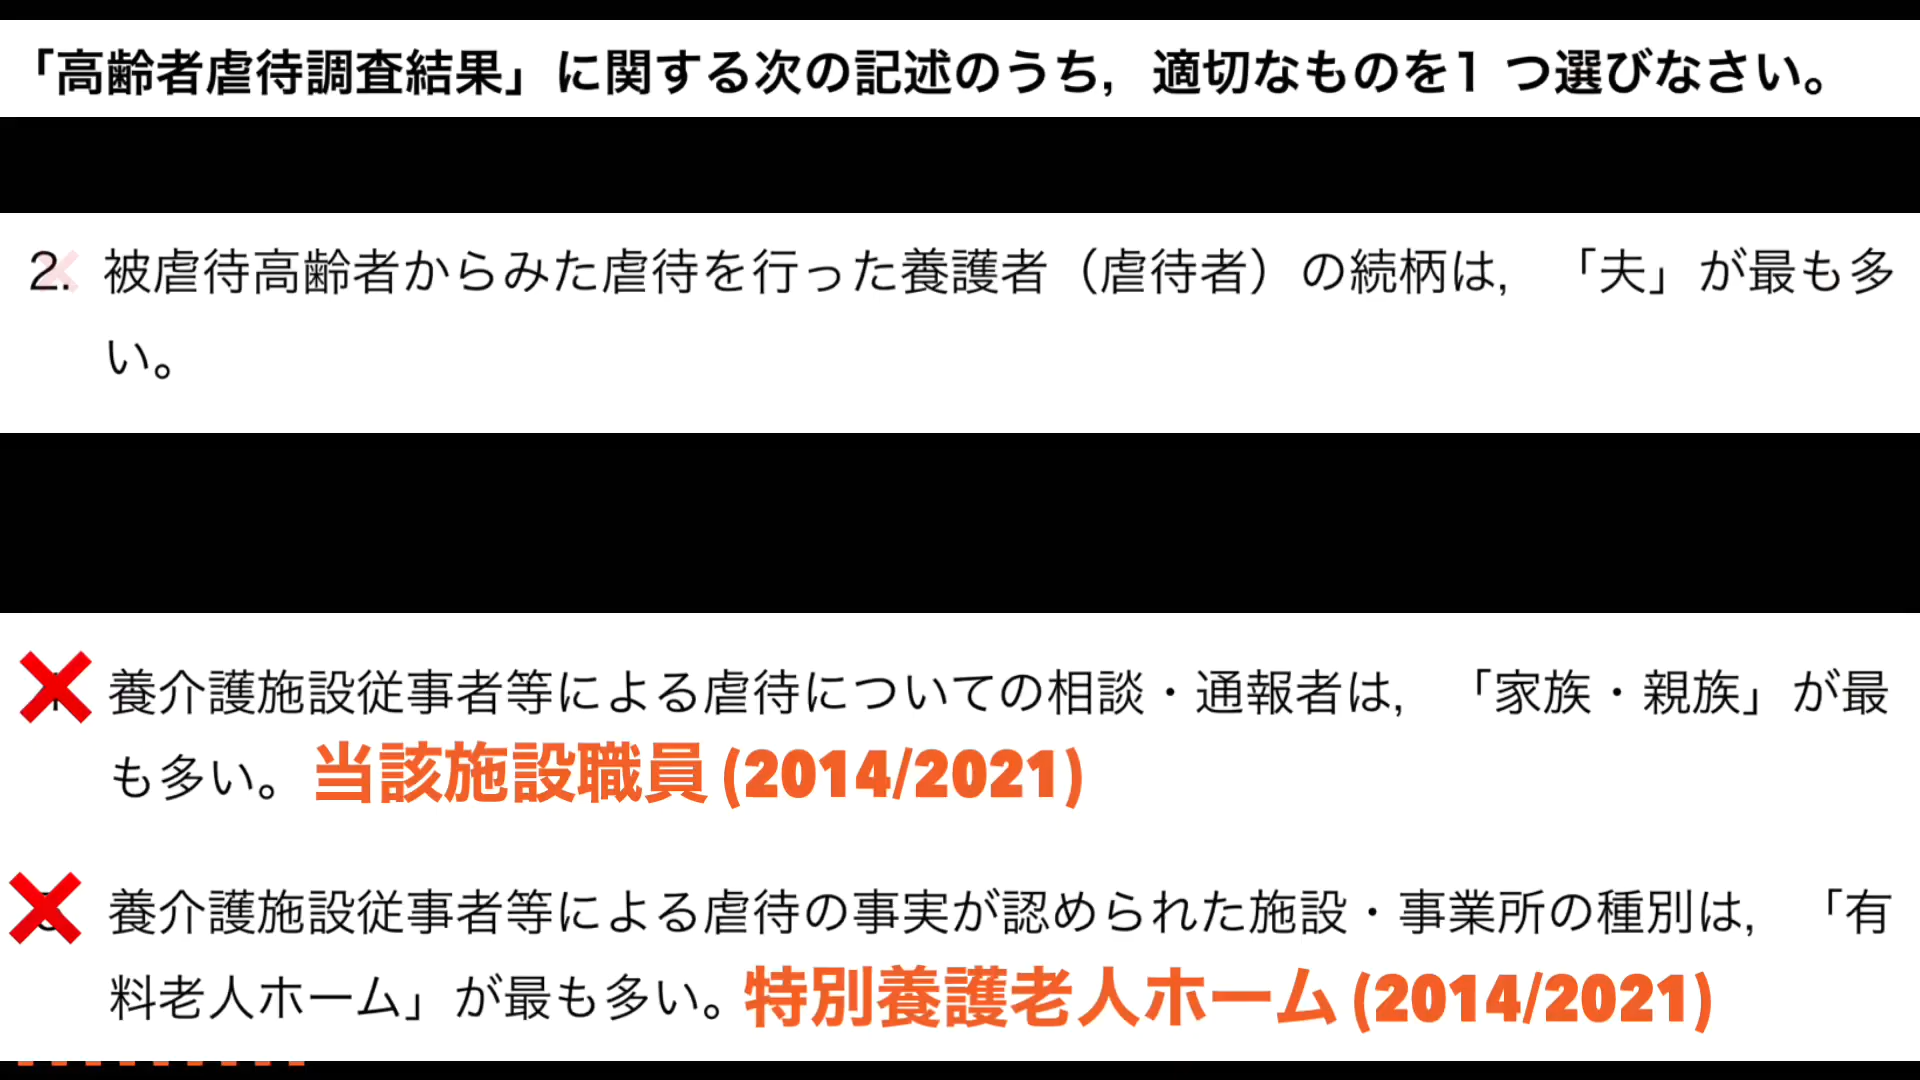 「高齢者虐待調査結果」に関する次の記述のうち，適切なものを1 つ選びなさい。
2. 被虐待高齢者からみた虐待を行った養護者（虐待者）の続柄は，「夫」が最も多
い。
養介護施設従事者等による虐待についての相談・通報者は，「家族・親族」が最
も多い。当該施設職員 (2014/2021)
養介護施設従事者等による虐待の事実が認められた施設・事業所の種別は，「有
料老人ホーム」が最も多い。特別養護老人ホーム (2014/2021)